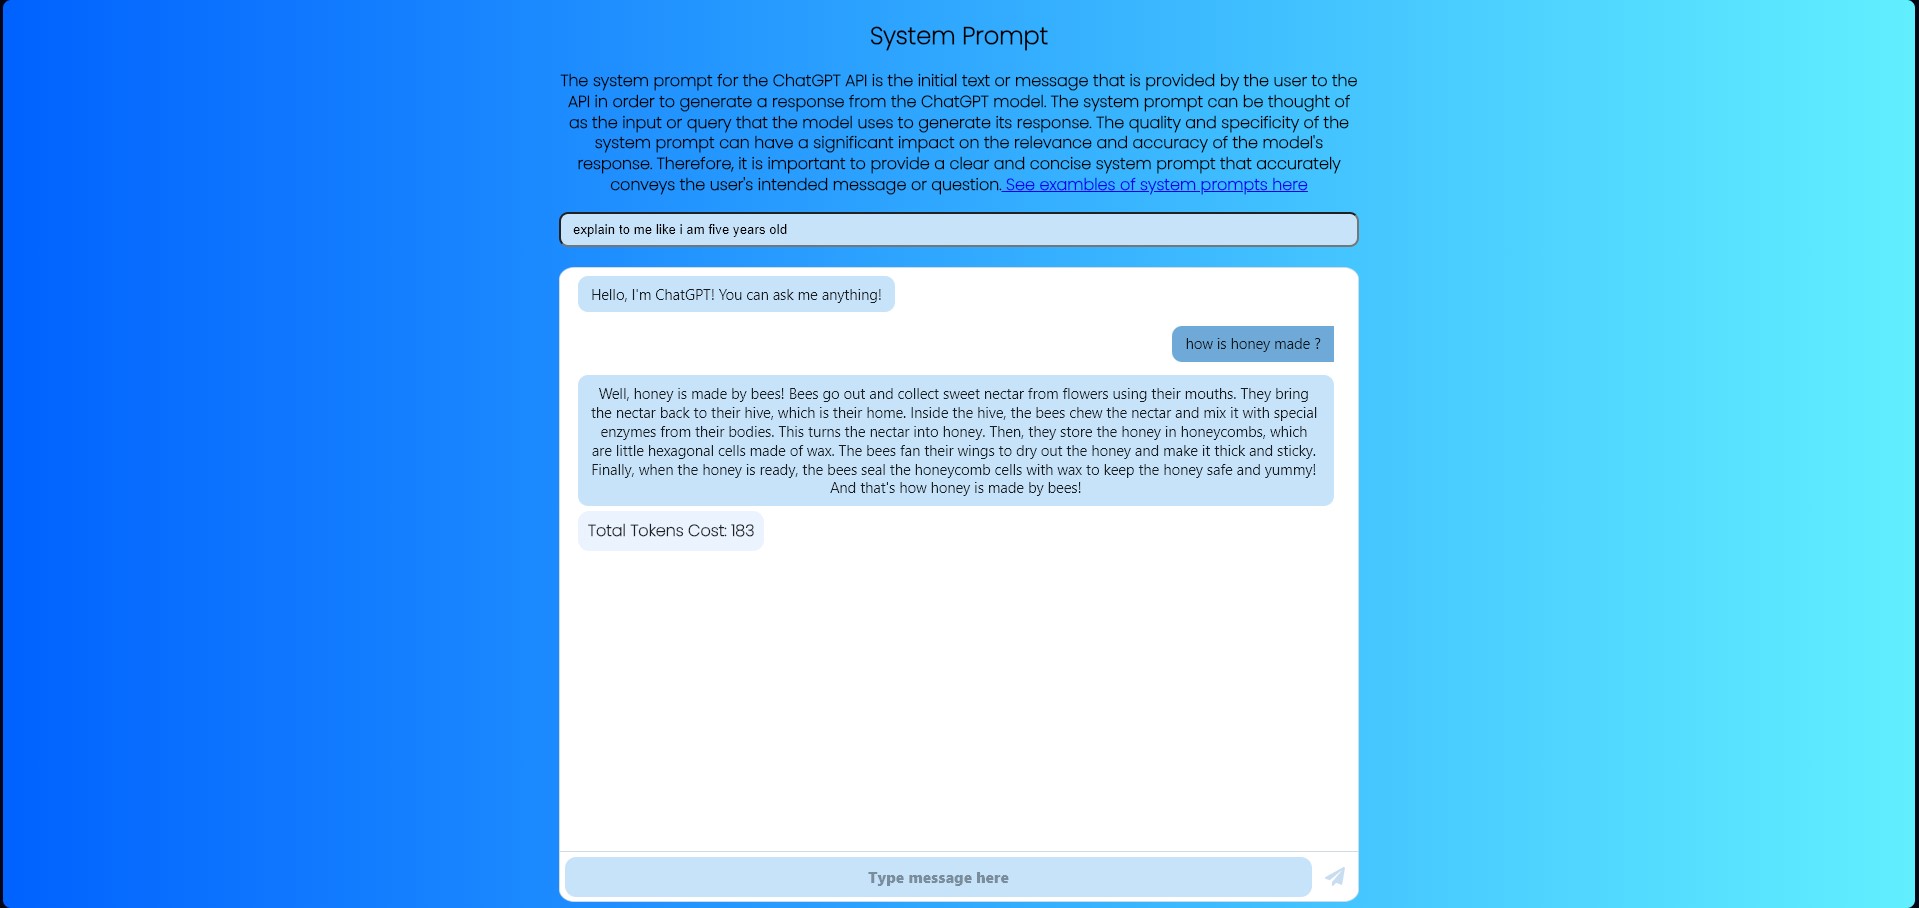 System Prompt
The system prompt for the ChatGPT API is the initial text or message that is provided by the user to the
API in order to generate a response from the ChatGPT model. The system prompt can be thought of
as the input or query that the model uses to generate its response. The quality and specificity of the
system prompt can have a significant impact on the relevance and accuracy of the model's
response. Therefore, it is important to provide a clear and concise system prompt that accurately
conveys the user's intended message or question. See exambles of system prompts here
explain to me like i am five years old
Hello, I'm ChatGPT! You can ask me anything!
how is honey made ?
Well, honey is made by bees! Bees go out and collect sweet nectar from flowers using their mouths. They bring
the nectar back to their hive, which is their home. Inside the hive, the bees chew the nectar and mix it with special
enzymes from their bodies. This turns the nectar into honey. Then, they store the honey in honeycombs, which
are little hexagonal cells made of wax. The bees fan their wings to dry out the honey and make it thick and sticky.
Finally, when the honey is ready, the bees seal the honeycomb cells with wax to keep the honey safe and yummy!
And that's how honey is made by bees!
Total Tokens Cost: 183
Type message here